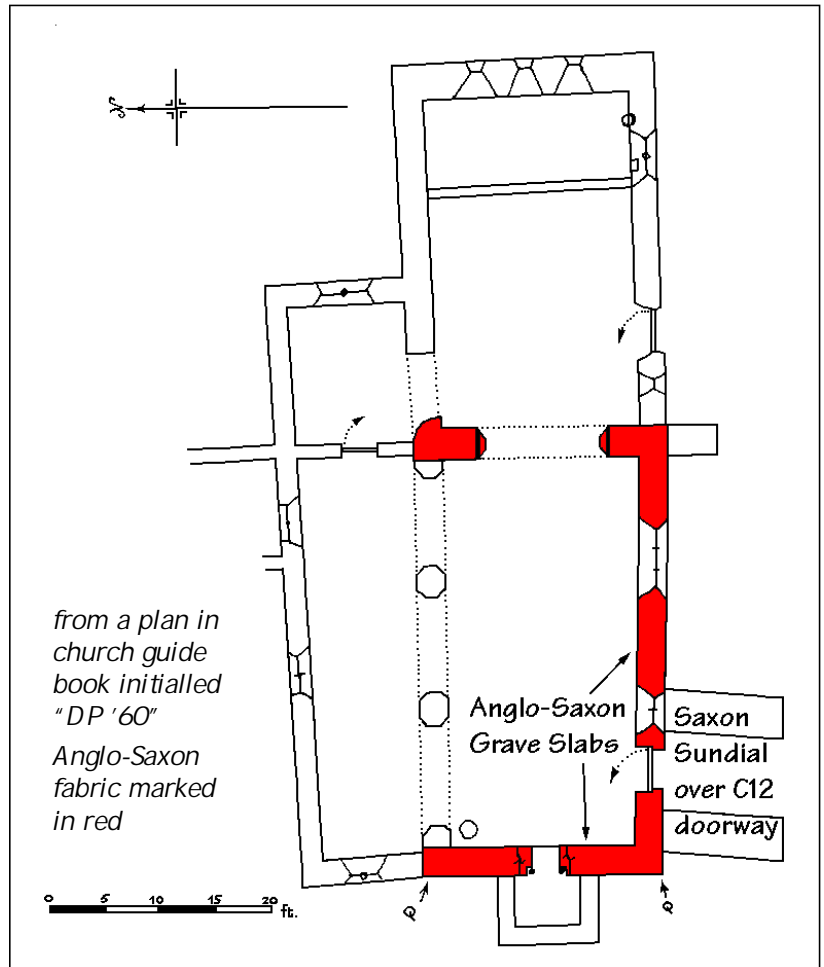 N
from a plan in
church guide
book initialled
"DP '60"
Anglo-Saxon
fabric marked
in red
Anglo-Saxon
Grave Slabs
Saxon
Sundial
over C12
doorway
0 5 10 15 20 ft.
Q
Q